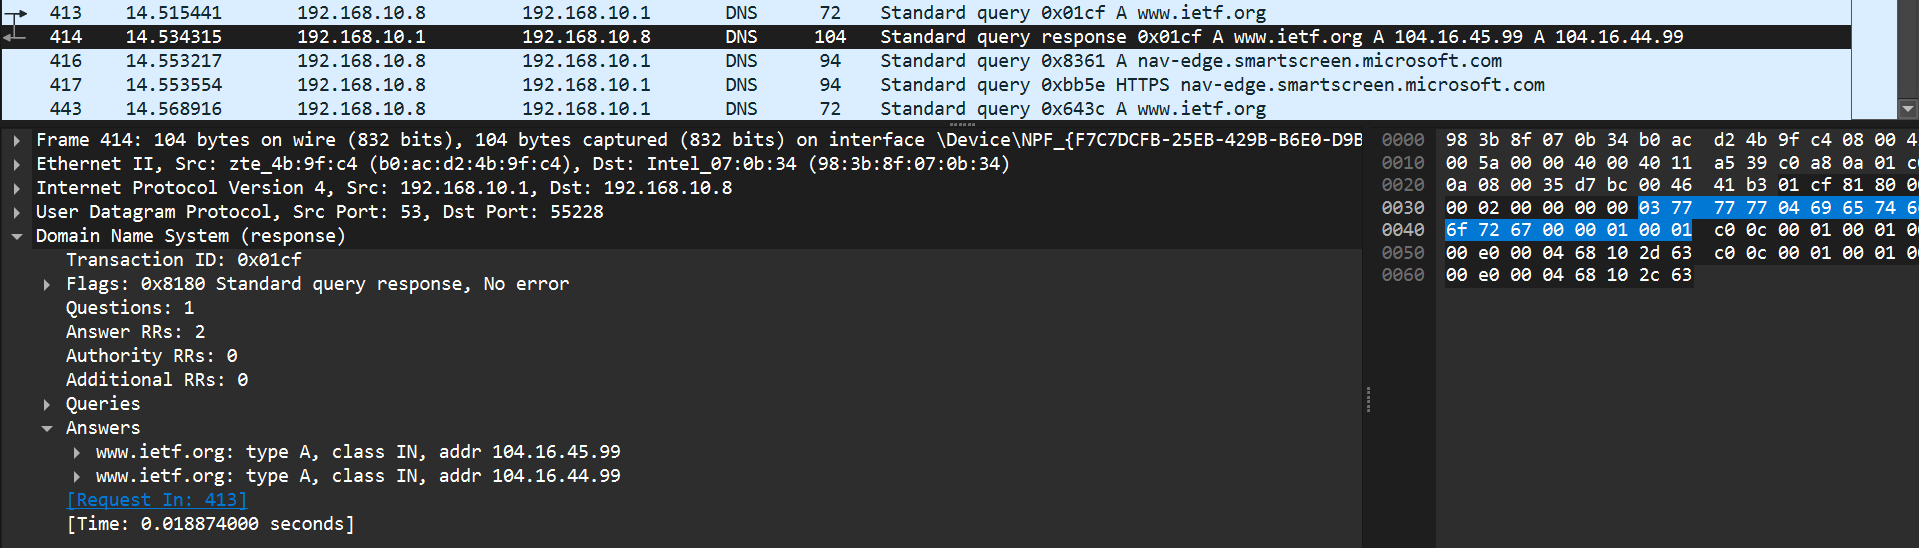 413 14.515441 192.168.10.8 192.168.10.1 DNS 72 Standard query 0x01cf A www.ietf.org
414 14.534315 192.168.10.1 192.168.10.8 DNS 104 Standard query response 0x01cf A www.ietf.org A 104.16.45.99 A 104.16.44.99
416 14.553217 192.168.10.8 192.168.10.1 DNS 94 Standard query 0x8361 A nav-edge.smartscreen.microsoft.com
417 14.553554 192.168.10.8 192.168.10.1 DNS 94 Standard query 0xbb5e HTTPS nav-edge.smartscreen.microsoft.com
443 14.568916 192.168.10.8 192.168.10.1 DNS 72 Standard query 0x643c A www.ietf.org
Frame 414: 104 bytes on wire (832 bits), 104 bytes captured (832 bits) on interface \Device\NPF_{F7C7DCFB-25EB-429B-B6E0-D9B
Ethernet II, Src: zte_4b:9f:c4 (b0:ac:d2:4b:9f:c4), Dst: Intel_07:0b:34 (98:3b:8f:07:0b:34)
Internet Protocol Version 4, Src: 192.168.10.1, Dst: 192.168.10.8
User Datagram Protocol, Src Port: 53, Dst Port: 55228
Domain Name System (response)
Transaction ID: 0x01cf
Flags: 0x8180 Standard query response, No error
Questions: 1
Answer RRs: 2
Authority RRs: 0
Additional RRs: 0
Queries
Answers
www.ietf.org: type A, class IN, addr 104.16.45.99
www.ietf.org: type A, class IN, addr 104.16.44.99
[Request In: 413]
[Time: 0.018874000 seconds]
0000 98 3b 8f 07 0b 34 b0 ac d2 4b 9f c4 08 00 4
0010 00 5a 00 00 40 00 40 11 a5 39 c0 a8 0a 01 c
0020 0a 08 00 35 d7 bc 00 46 41 b3 01 cf 81 80 0
0030 00 02 00 00 00 00 03 77 77 77 04 69 65 74 6
0040 6f 72 67 00 00 01 00 01 c0 0c 00 01 00 01 0
0050 00 e0 00 04 68 10 2d 63 c0 0c 00 01 00 01 0
0060 00 e0 00 04 68 10 2c 63